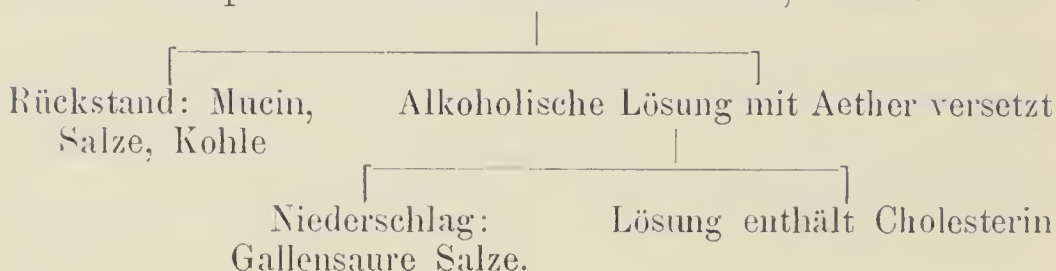 Rückstand: Mucin, Alkoholische Lösung mit Aether versetzt
Salze, Kohle
Niederschlag: Lösung enthält Cholesterin
Gallensaure Salze.